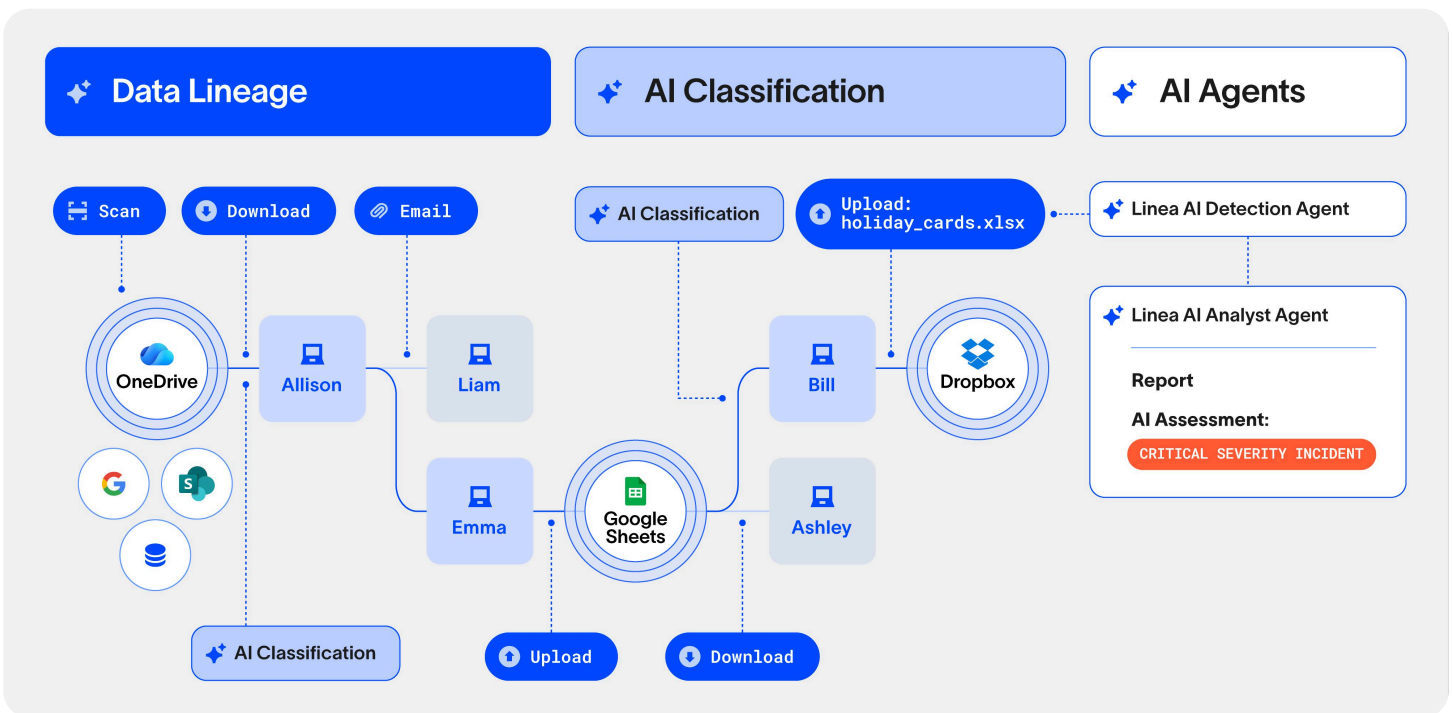 Data Lineage
AI Classification
AI Agents
Scan
Download
Email
AI Classification
Upload:
holiday_cards.xlsx
Linea AI Detection Agent
Linea AI Analyst Agent
Report
AI Assessment:
CRITICAL SEVERITY INCIDENT
OneDrive
Allison
Liam
Bill
Dropbox
S
Emma
Google
Sheets
Ashley
AI Classification
Upload
Download